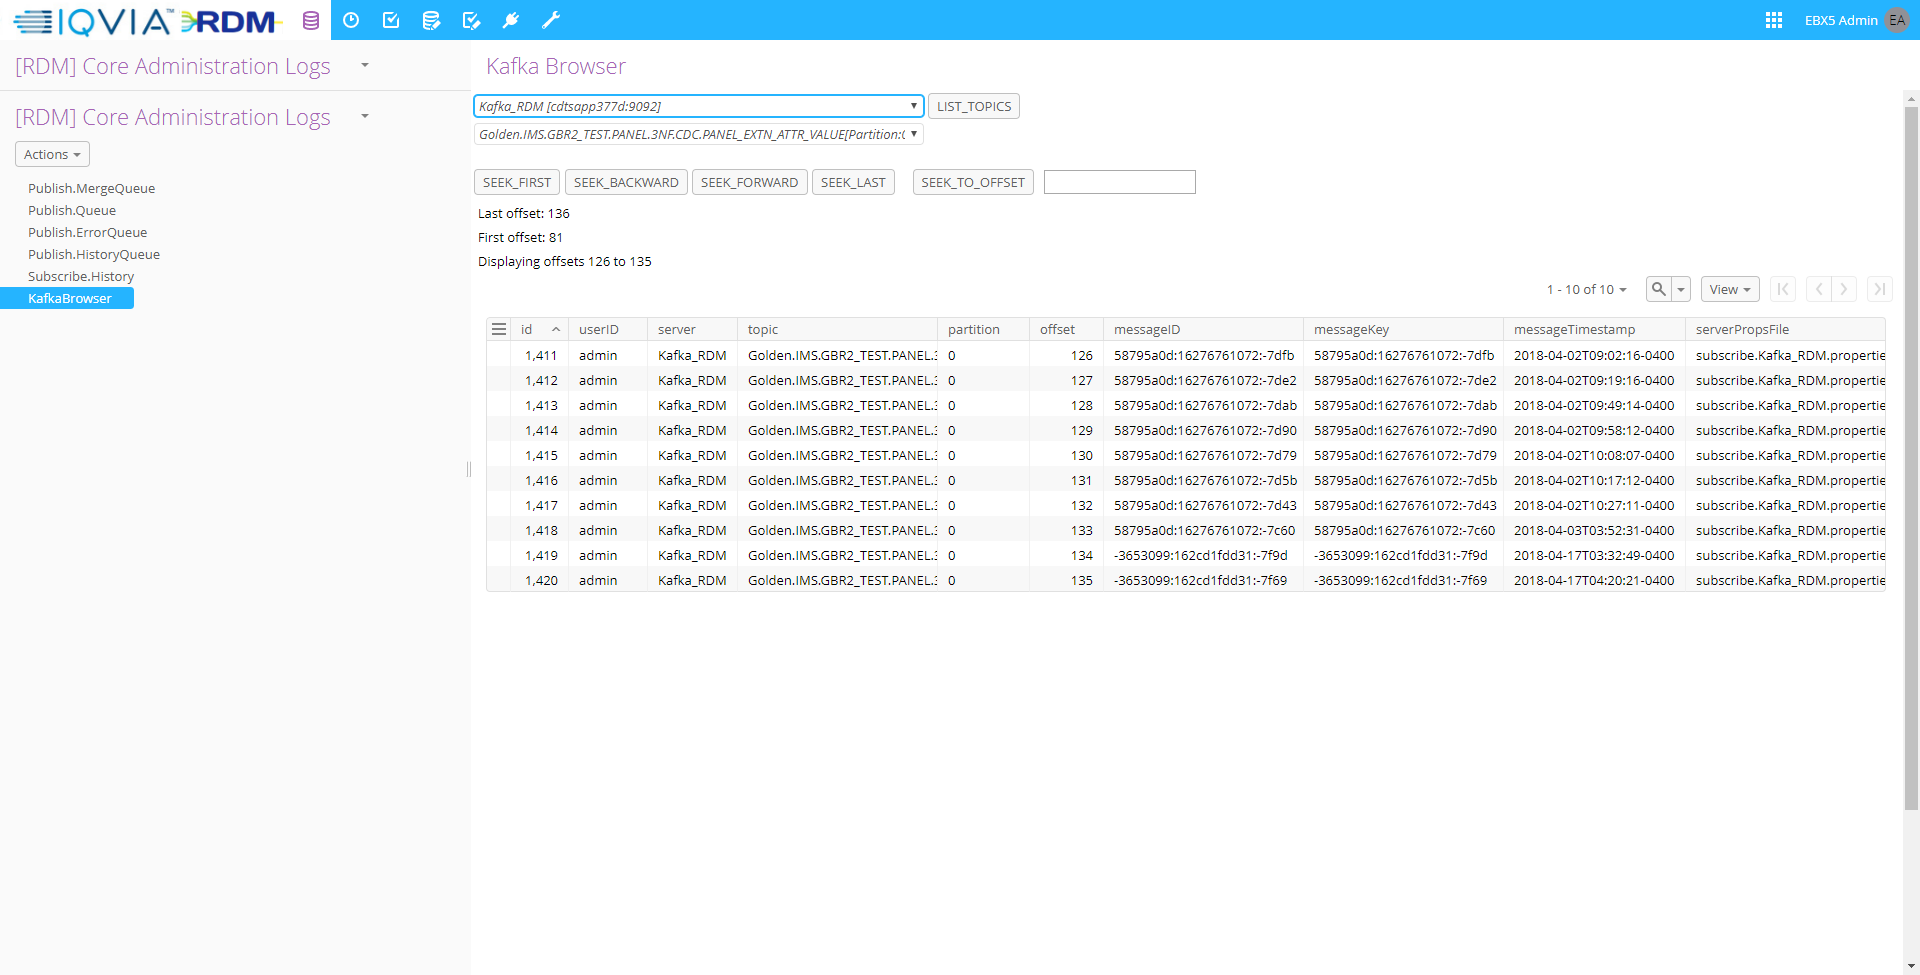 IQVIA™ RDM
EBX5 Admin EA
[RDM] Core Administration Logs
Kafka Browser
Kafka_RDM [cdtsapp377d:9092] LIST_TOPICS
[RDM] Core Administration Logs
Golden.IMS.GBR2_TEST.PANEL.3NF.CDC.PANEL_EXTN_ATTR_VALUE[Partition:0
Actions
Publish.MergeQueue
Publish.Queue
Publish.ErrorQueue
Publish.HistoryQueue
Subscribe.History
KafkaBrowser
SEEK_FIRST SEEK_BACKWARD SEEK_FORWARD SEEK_LAST SEEK_TO_OFFSET
Last offset: 136
First offset: 81
Displaying offsets 126 to 135
1 - 10 of 10 View
id userID server topic partition offset messageID messageKey messageTimestamp serverPropsFile
1,411 admin Kafka_RDM Golden.IMS.GBR2_TEST.PANEL.3 0 126 58795a0d:16276761072:-7dfb 58795a0d:16276761072:-7dfb 2018-04-02T09:02:16-0400 subscribe.Kafka_RDM.propertie
1,412 admin Kafka_RDM Golden.IMS.GBR2_TEST.PANEL.3 0 127 58795a0d:16276761072:-7de2 58795a0d:16276761072:-7de2 2018-04-02T09:19:16-0400 subscribe.Kafka_RDM.propertie
1,413 admin Kafka_RDM Golden.IMS.GBR2_TEST.PANEL.3 0 128 58795a0d:16276761072:-7dab 58795a0d:16276761072:-7dab 2018-04-02T09:49:14-0400 subscribe.Kafka_RDM.propertie
1,414 admin Kafka_RDM Golden.IMS.GBR2_TEST.PANEL.3 0 129 58795a0d:16276761072:-7d90 58795a0d:16276761072:-7d90 2018-04-02T09:58:12-0400 subscribe.Kafka_RDM.propertie
1,415 admin Kafka_RDM Golden.IMS.GBR2_TEST.PANEL.3 0 130 58795a0d:16276761072:-7d79 58795a0d:16276761072:-7d79 2018-04-02T10:08:07-0400 subscribe.Kafka_RDM.propertie
1,416 admin Kafka_RDM Golden.IMS.GBR2_TEST.PANEL.3 0 131 58795a0d:16276761072:-7d5b 58795a0d:16276761072:-7d5b 2018-04-02T10:17:12-0400 subscribe.Kafka_RDM.propertie
1,417 admin Kafka_RDM Golden.IMS.GBR2_TEST.PANEL.3 0 132 58795a0d:16276761072:-7d43 58795a0d:16276761072:-7d43 2018-04-02T10:27:11-0400 subscribe.Kafka_RDM.propertie
1,418 admin Kafka_RDM Golden.IMS.GBR2_TEST.PANEL.3 0 133 58795a0d:16276761072:-7c60 58795a0d:16276761072:-7c60 2018-04-03T03:52:31-0400 subscribe.Kafka_RDM.propertie
1,419 admin Kafka_RDM Golden.IMS.GBR2_TEST.PANEL.3 0 134 -3653099:162cd1fdd31:-7f9d -3653099:162cd1fdd31:-7f9d 2018-04-17T03:32:49-0400 subscribe.Kafka_RDM.propertie
1,420 admin Kafka_RDM Golden.IMS.GBR2_TEST.PANEL.3 0 135 -3653099:162cd1fdd31:-7f69 -3653099:162cd1fdd31:-7f69 2018-04-17T04:20:21-0400 subscribe.Kafka_RDM.propertie